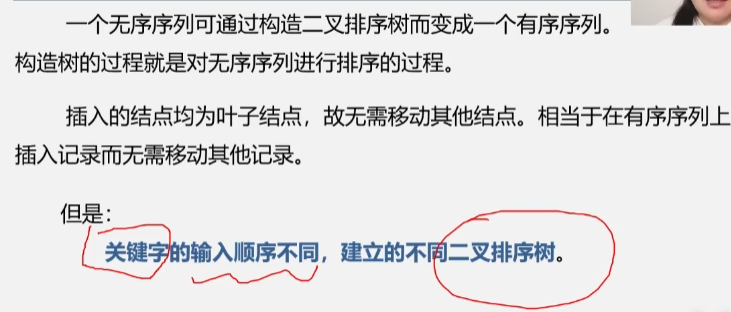 一个无序序列可通过构造二叉排序树而变成一个有序序列。
构造树的过程就是对无序序列进行排序的过程。
插入的结点均为叶子结点，故无需移动其他结点。相当于在有序序列上
插入记录而无需移动其他记录。
但是：
关键字的输入顺序不同，建立的不同二叉排序树。